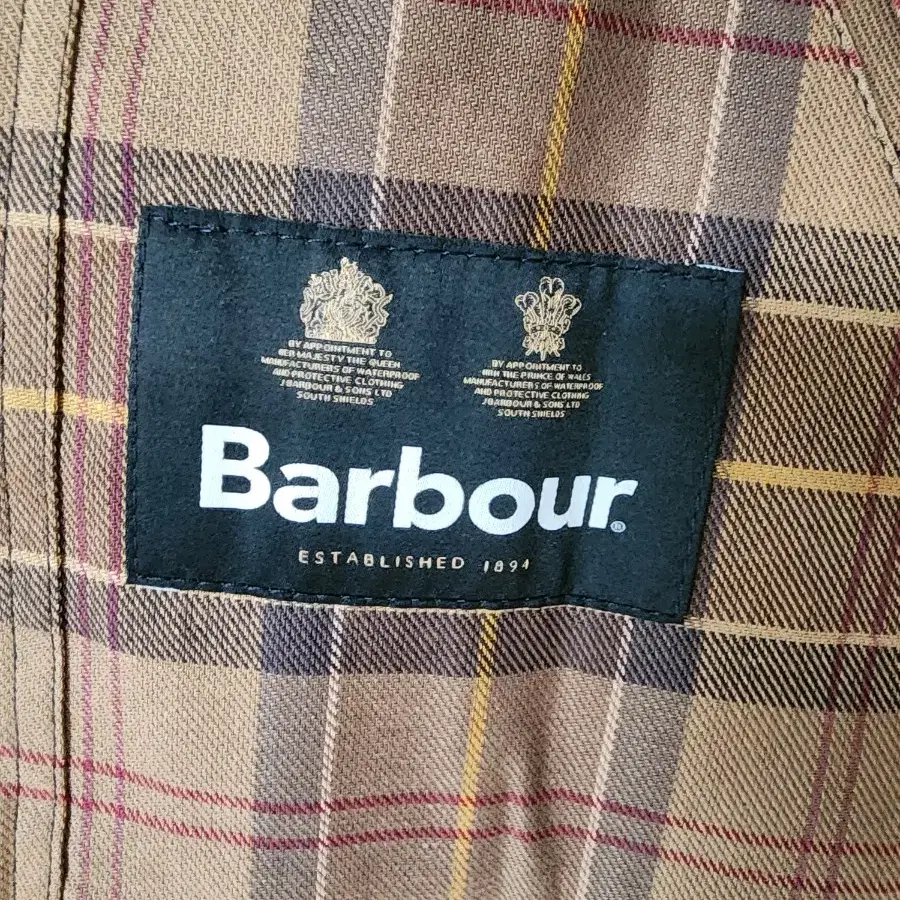 BY APPOINTMENT TO
HER MAJESTY THE QUEEN
MANUFACTURERS OF WATERPROOF
AND PROTECTIVE CLOTHING
J BARBOUR & SONS LTD
SOUTH SHIELDS
BY APPOINTMENT TO
HRH THE PRINCE OF WALES
MANUFACTURERS OF WATERPROOF
AND PROTECTIVE CLOTHING
J BARBOUR & SONS LTD
SOUTH SHIELDS
Barbour®
ESTABLISHED 1894